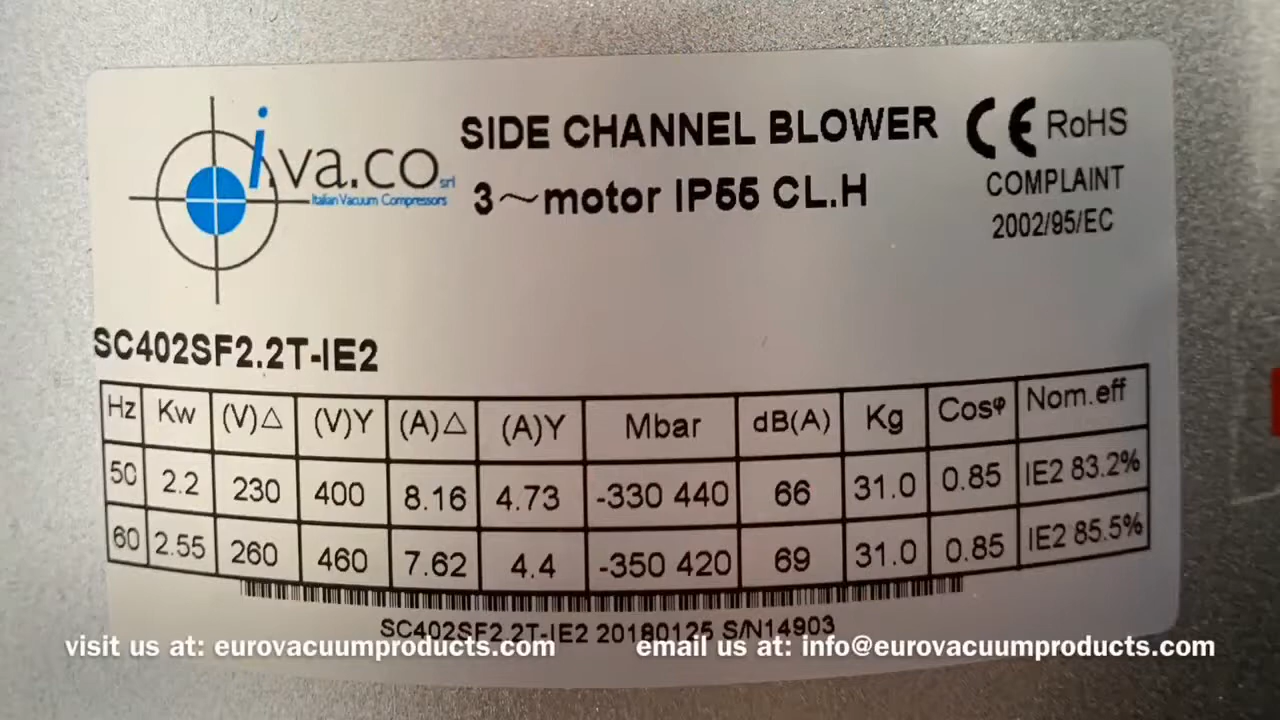 i.va.co srl
Italian Vacuum Compressors
SIDE CHANNEL BLOWER
3~motor IP55 CL.H
CE RoHS
COMPLAINT
2002/95/EC
SC402SF2.2T-IE2
Hz Kw (V)△ (V)Y (A)△ (A)Y Mbar dB(A) Kg Cosφ Nom.eff
50 2.2 230 400 8.16 4.73 -330 440 66 31.0 0.85 IE2 83.2%
60 2.55 260 460 7.62 4.4 -350 420 69 31.0 0.85 IE2 85.5%
SC402SF2.2T-IE2 20180125 S/N14903
visit us at: eurovacuumproducts.com
email us at: info@eurovacuumproducts.com